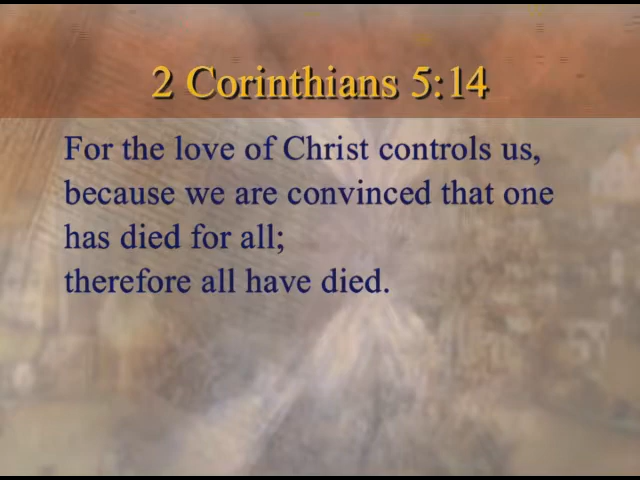 2 Corinthians 5:14
For the love of Christ controls us,
because we are convinced that one
has died for all;
therefore all have died.